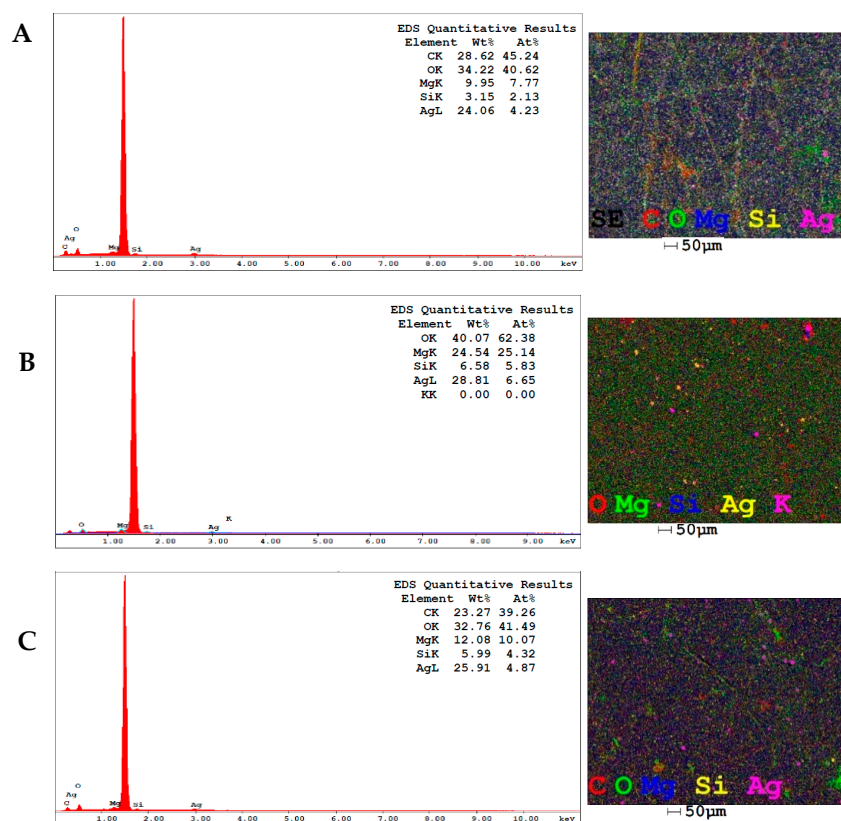 A
EDS Quantitative Results
Element Wt% At%
CK 28.62 45.24
OK 34.22 40.62
MgK 9.95 7.77
SiK 3.15 2.13
AgL 24.06 4.23
O
Ag
C Mg Si Ag
1.00 2.00 3.00 4.00 5.00 6.00 7.00 8.00 9.00 10.00 keV
SE C O Mg Si Ag
50µm
B
EDS Quantitative Results
Element Wt% At%
OK 40.07 62.38
MgK 24.54 25.14
SiK 6.58 5.83
AgL 28.81 6.65
KK 0.00 0.00
K
O Mg Si Ag
1.00 2.00 3.00 4.00 5.00 6.00 7.00 8.00 9.00 keV
O Mg Si Ag K
50µm
C
EDS Quantitative Results
Element Wt% At%
CK 23.27 39.26
OK 32.76 41.49
MgK 12.08 10.07
SiK 5.99 4.32
AgL 25.91 4.87
O
Ag
C Mg Si Ag
1.00 2.00 3.00 4.00 5.00 6.00 7.00 8.00 9.00 10.00 keV
C O Mg Si Ag
50µm